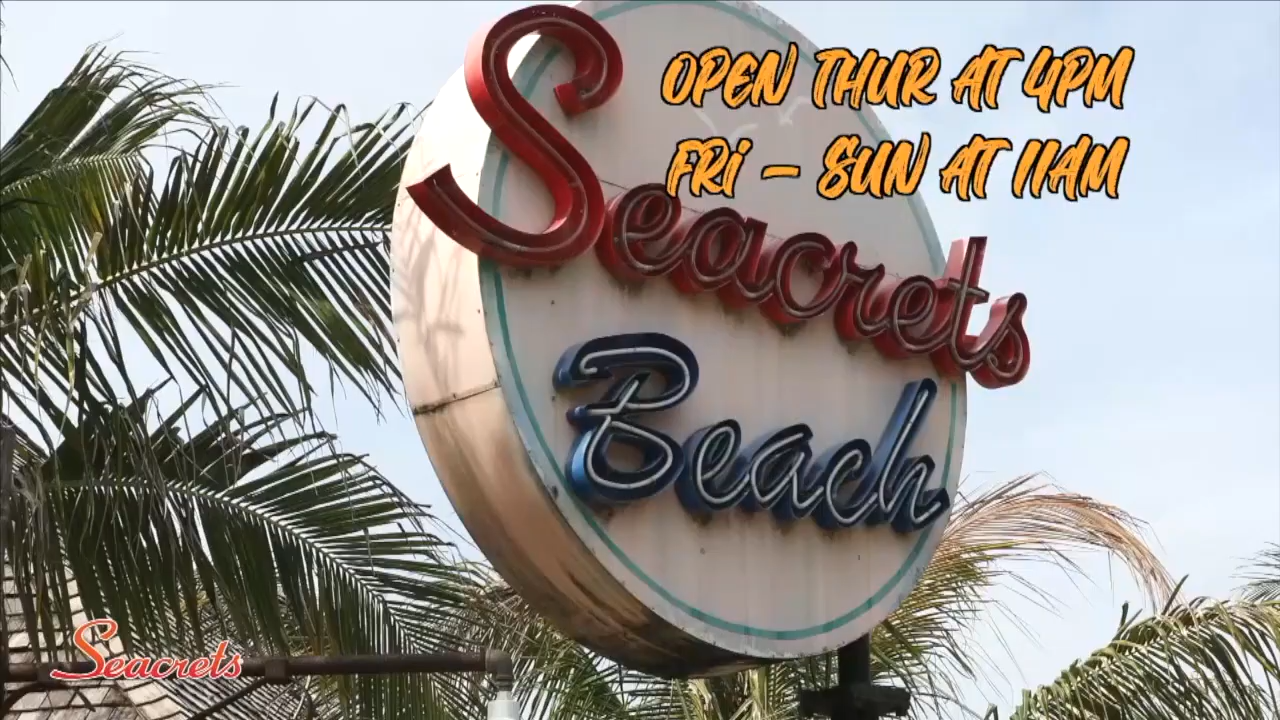 OPEN THUR AT 4PM
FRI - SUN AT 11AM
Seacrets
Beach
Seacrets